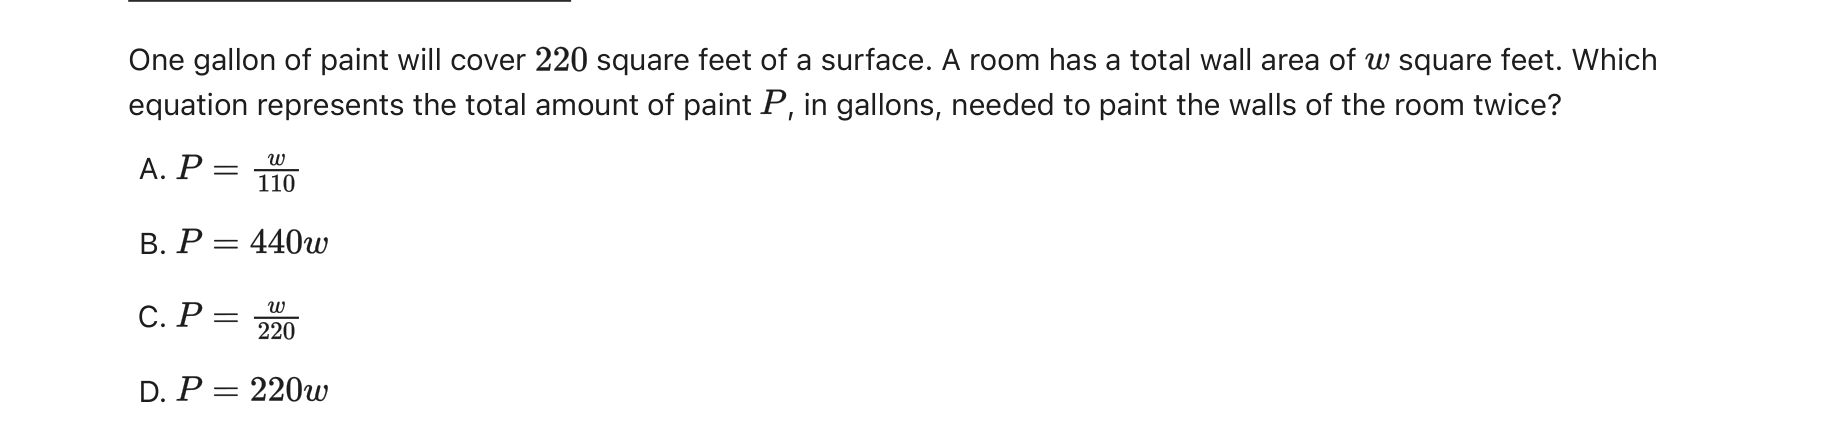 One gallon of paint will cover 220 square feet of a surface. A room has a total wall area of w square feet. Which
equation represents the total amount of paint P, in gallons, needed to paint the walls of the room twice?
A. P = w/110
B. P = 440w
C. P = w/220
D. P = 220w